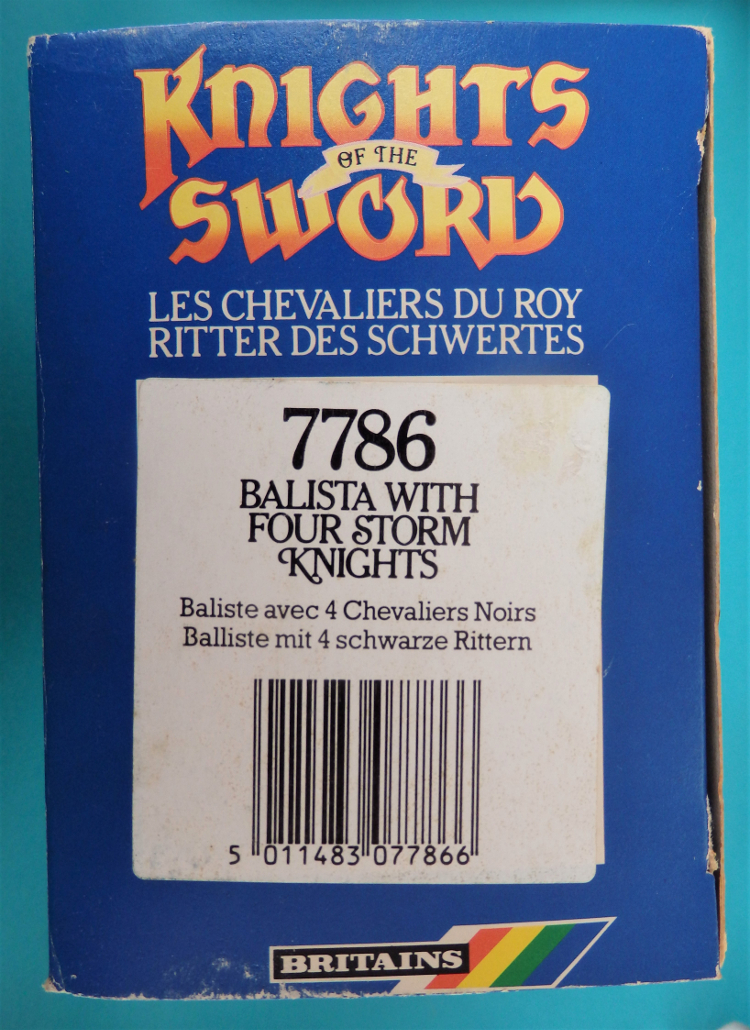 KNIGHTS
OF THE
SWORD
LES CHEVALIERS DU ROY
RITTER DES SCHWERTES
7786
BALISTA WITH
FOUR STORM
KNIGHTS
Baliste avec 4 Chevaliers Noirs
Balliste mit 4 schwarze Rittern
5 011483 077866
BRITAINS